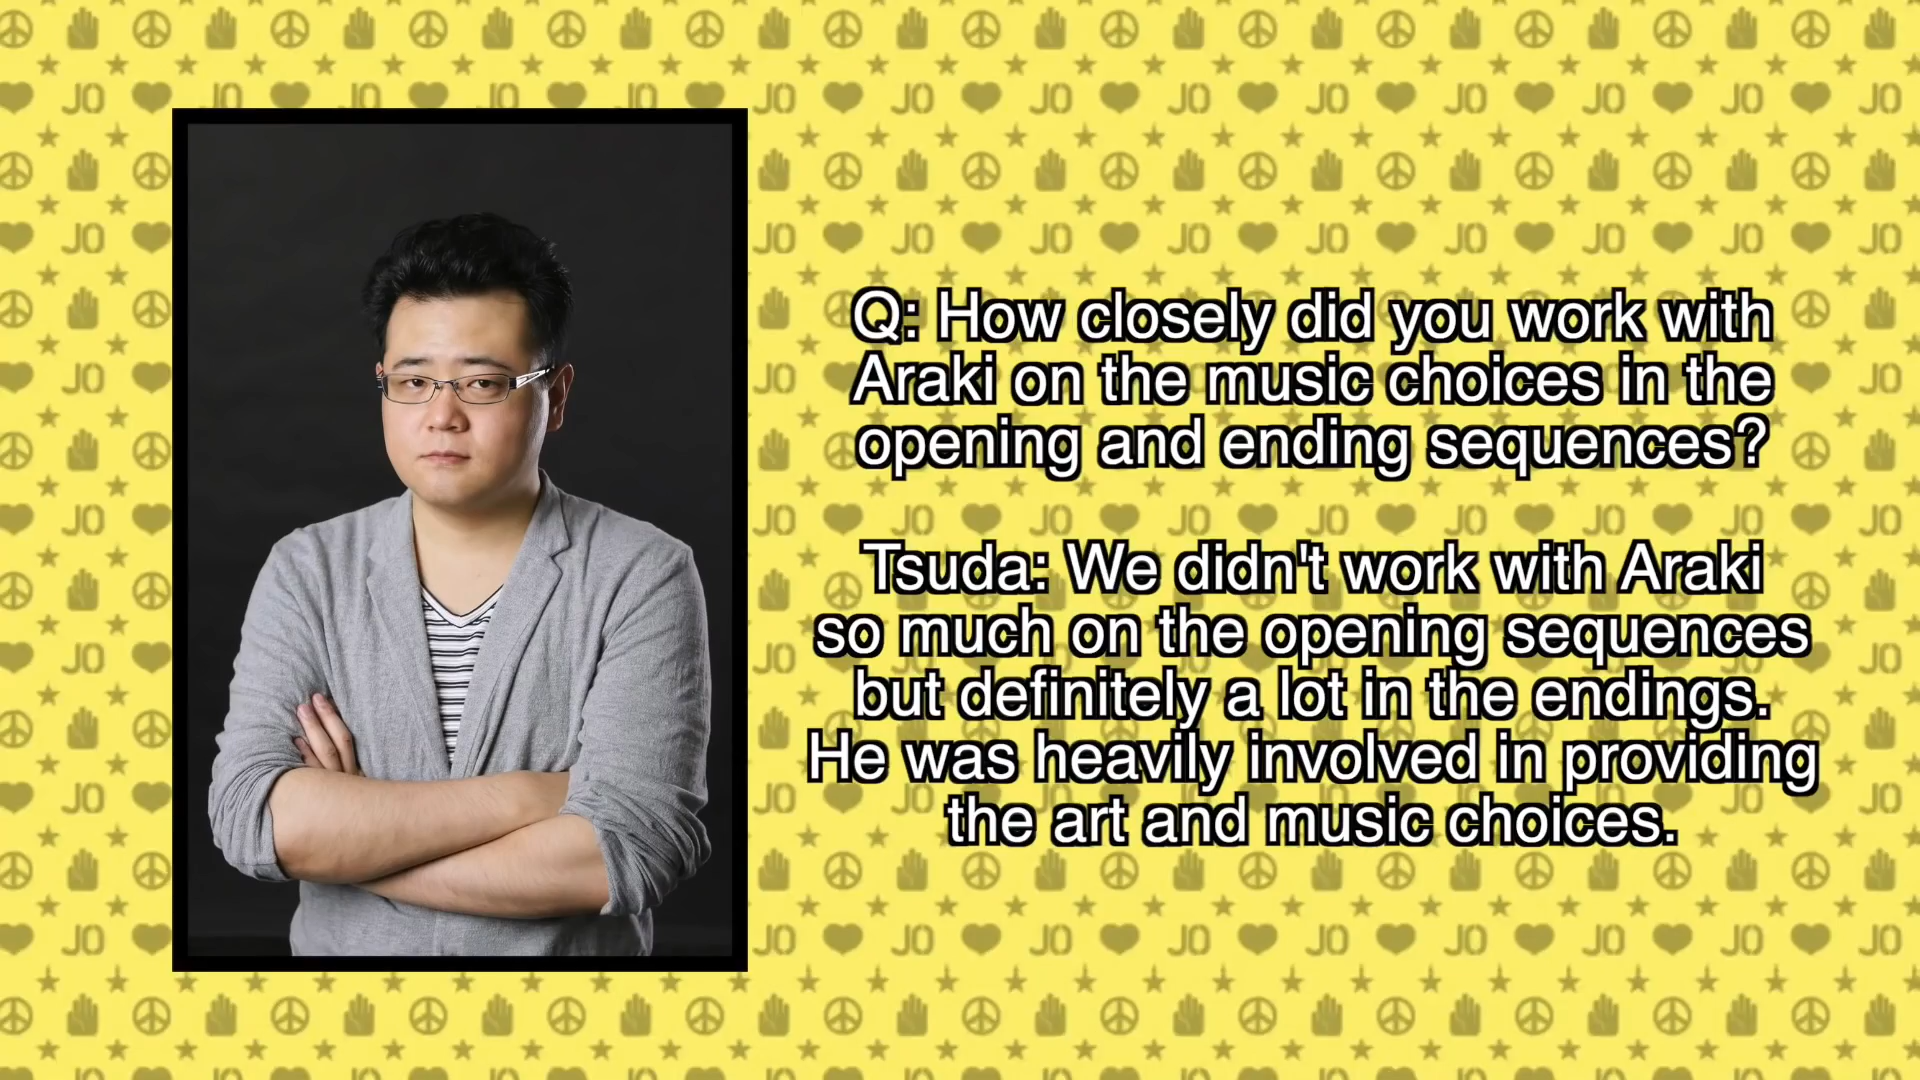 Q: How closely did you work with
Araki on the music choices in the
opening and ending sequences?
Tsuda: We didn't work with Araki
so much on the opening sequences
but definitely a lot in the endings.
He was heavily involved in providing
the art and music choices.
JO